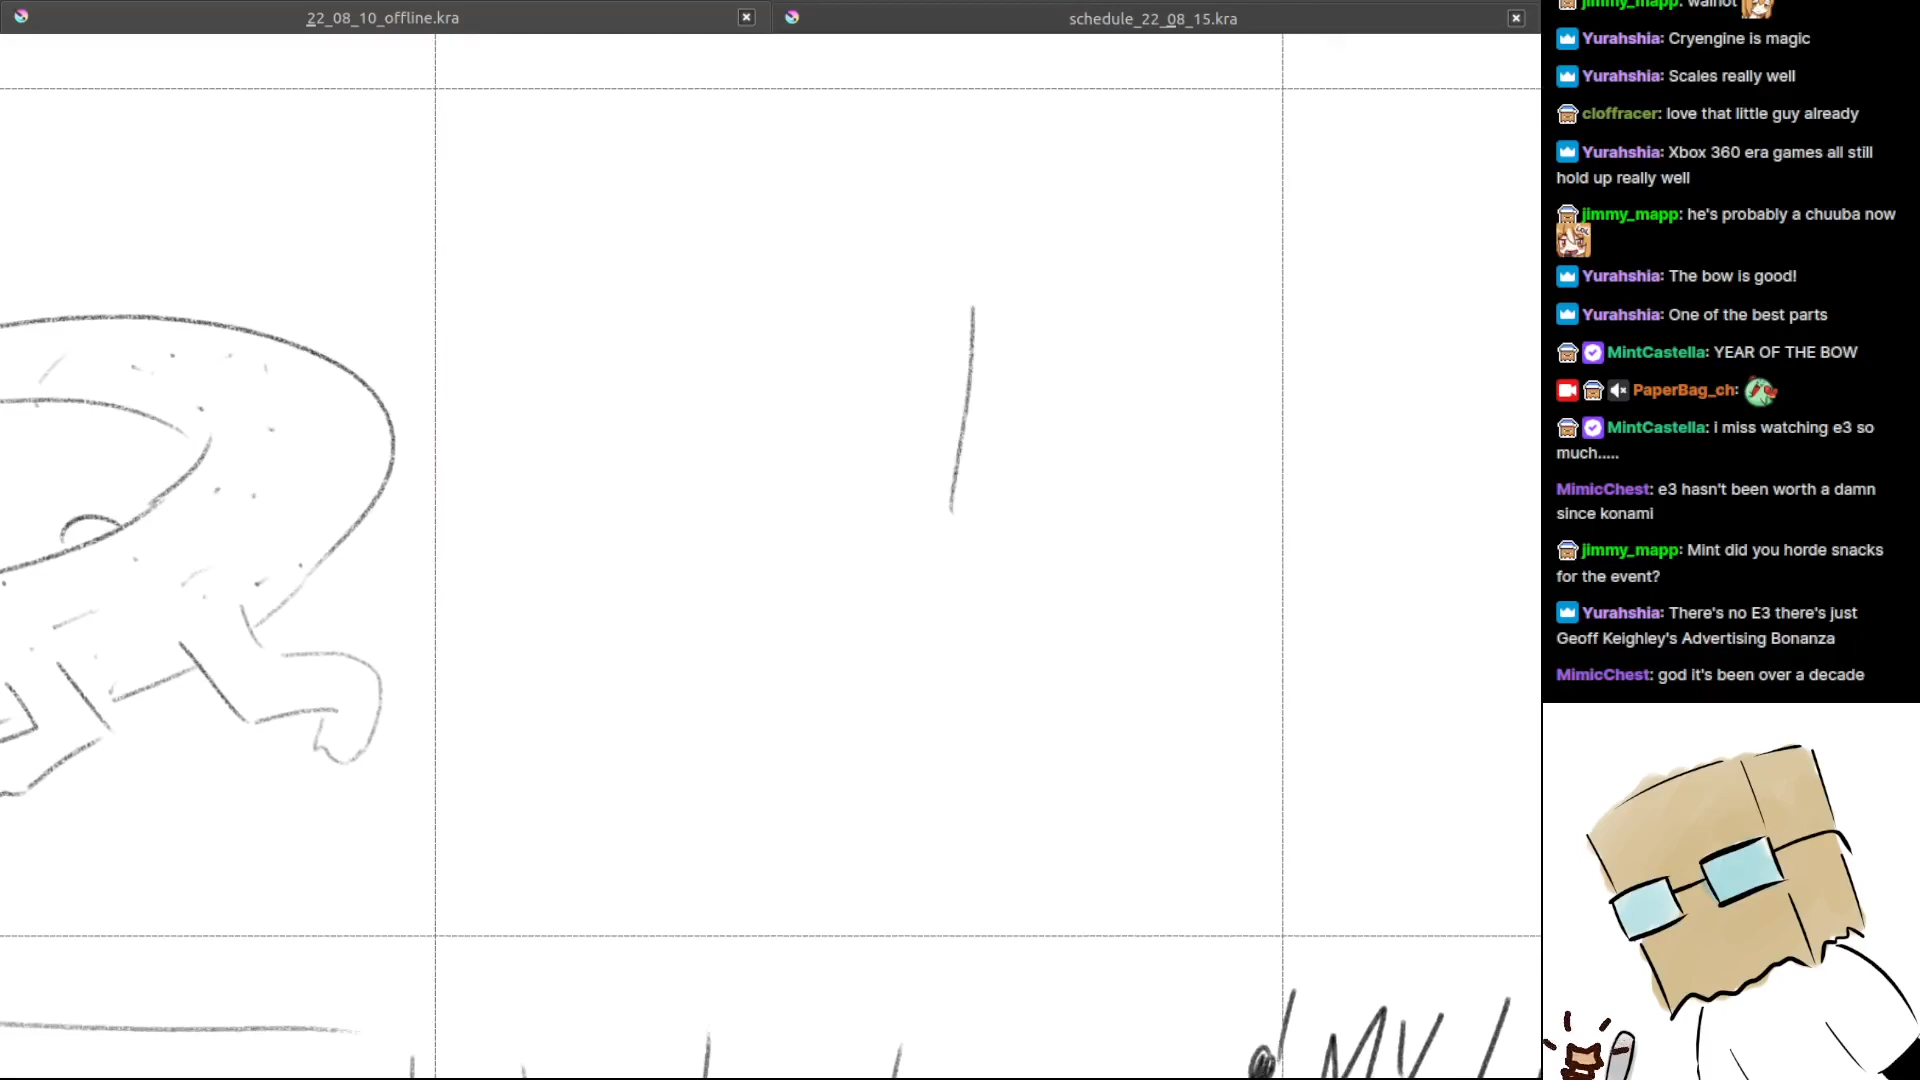 22_08_10_offline.kra
schedule_22_08_15.kra
jimmy_mapp: walnot
Yurahshia: Cryengine is magic
Yurahshia: Scales really well
cloffracer: love that little guy already
Yurahshia: Xbox 360 era games all still
hold up really well
jimmy_mapp: he's probably a chuuba now
LOL
Yurahshia: The bow is good!
Yurahshia: One of the best parts
MintCastella: YEAR OF THE BOW
PaperBag_ch:
MintCastella: i miss watching e3 so
much.....
MimicChest: e3 hasn't been worth a damn
since konami
jimmy_mapp: Mint did you horde snacks
for the event?
Yurahshia: There's no E3 there's just
Geoff Keighley's Advertising Bonanza
MimicChest: god it's been over a decade